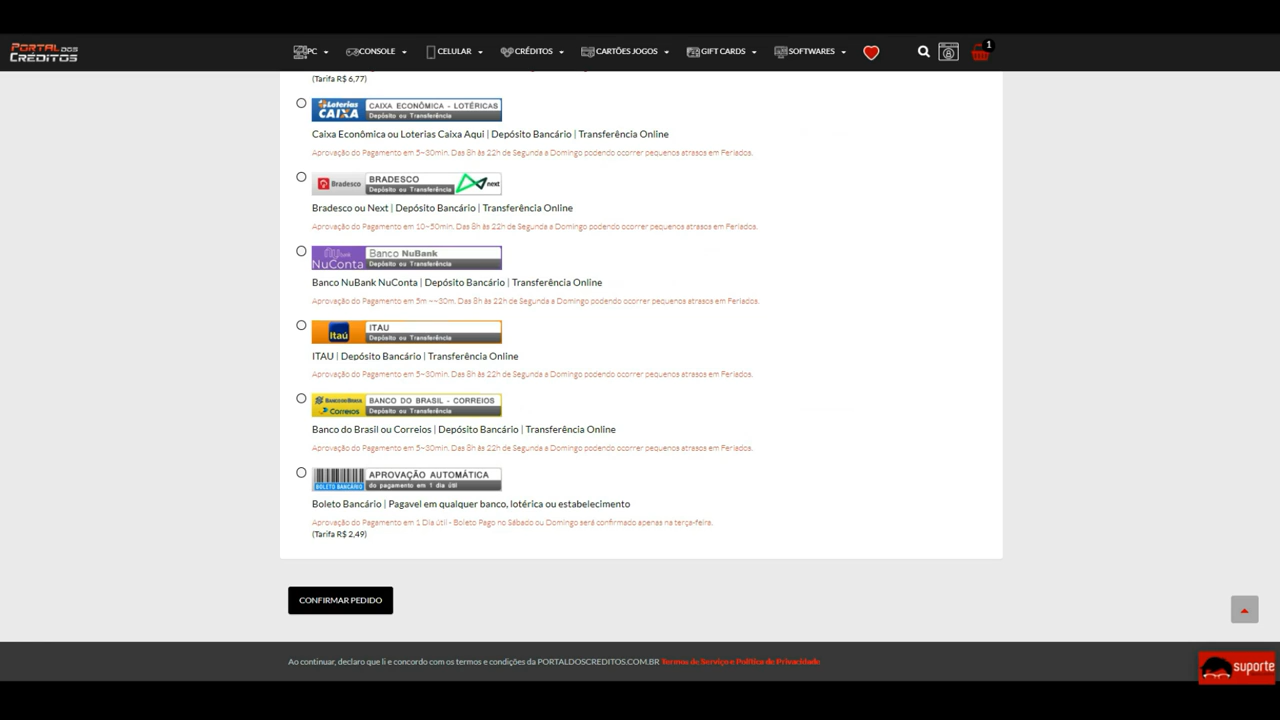 PORTAL DOS CRÉDITOS
PC CONSOLE CELULAR CRÉDITOS CARTÕES JOGOS GIFT CARDS SOFTWARES 1
(Tarifa R$ 6,77)
Loterias CAIXA CAIXA ECONÔMICA - LOTÉRICAS
Depósito ou Transferência
Caixa Econômica ou Loterias Caixa Aqui | Depósito Bancário | Transferência Online
Aprovação do Pagamento em 5~30min. Das 8h às 22h de Segunda a Domingo podendo ocorrer pequenos atrasos em Feriados.
Bradesco BRADESCO next
Depósito ou Transferência
Bradesco ou Next | Depósito Bancário | Transferência Online
Aprovação do Pagamento em 10~50min. Das 8h às 22h de Segunda a Domingo podendo ocorrer pequenos atrasos em Feriados.
NuConta Banco NuBank
Depósito ou Transferência
Banco NuBank NuConta | Depósito Bancário | Transferência Online
Aprovação do Pagamento em 5m ~~30m. Das 8h às 22h de Segunda a Domingo podendo ocorrer pequenos atrasos em Feriados.
Itaú ITAU
Depósito ou Transferência
ITAU | Depósito Bancário | Transferência Online
Aprovação do Pagamento em 5~30min. Das 8h às 22h de Segunda a Domingo podendo ocorrer pequenos atrasos em Feriados.
BANCO DO BRASIL BANCO DO BRASIL - CORREIOS
Correios Depósito ou Transferência
Banco do Brasil ou Correios | Depósito Bancário | Transferência Online
Aprovação do Pagamento em 5~30min. Das 8h às 22h de Segunda a Domingo podendo ocorrer pequenos atrasos em Feriados.
APROVAÇÃO AUTOMÁTICA
BOLETO BANCÁRIO do pagamento em 1 dia útil
Boleto Bancário | Pagavel em qualquer banco, lotérica ou estabelecimento
Aprovação do Pagamento em 1 Dia útil - Boleto Pago no Sábado ou Domingo será confirmado apenas na terça-feira.
(Tarifa R$ 2,49)
CONFIRMAR PEDIDO
Ao continuar, declaro que li e concordo com os termos e condições da PORTALDOSCREDITOS.COM.BR Termos de Serviço e Política de Privacidade
suporte